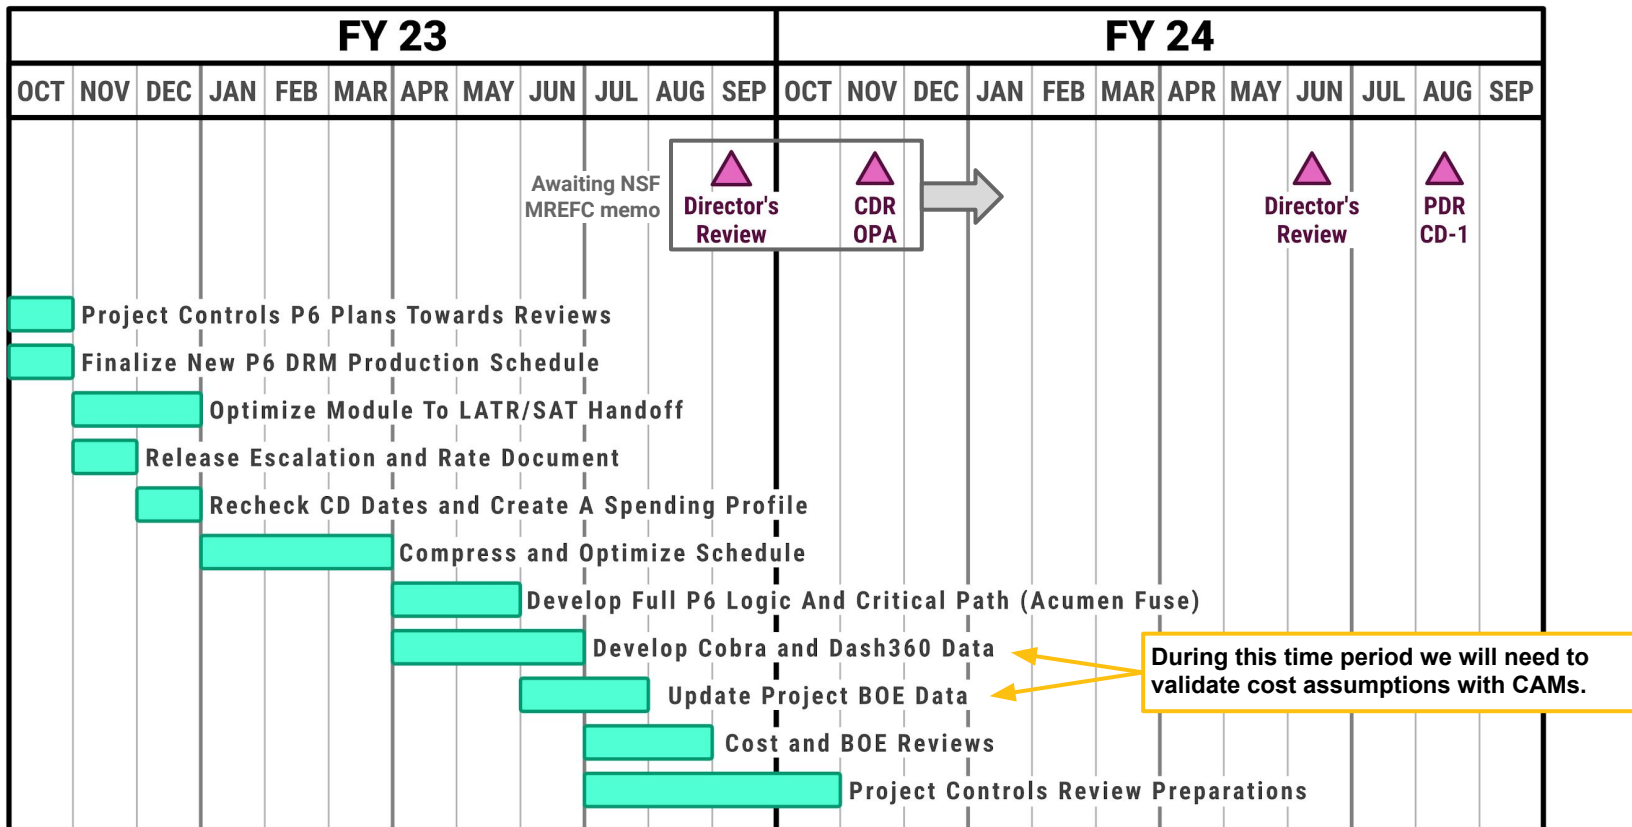 FY 23
FY 24
OCT NOV DEC JAN FEB MAR APR MAY JUN JUL AUG SEP OCT NOV DEC JAN FEB MAR APR MAY JUN JUL AUG SEP
Awaiting NSF
MREFC memo
Director's
Review
CDR
OPA
Director's
Review
PDR
CD-1
Project Controls P6 Plans Towards Reviews
Finalize New P6 DRM Production Schedule
Optimize Module To LATR/SAT Handoff
Release Escalation and Rate Document
Recheck CD Dates and Create A Spending Profile
Compress and Optimize Schedule
Develop Full P6 Logic And Critical Path (Acumen Fuse)
Develop Cobra and Dash360 Data
During this time period we will need to
validate cost assumptions with CAMs.
Update Project BOE Data
Cost and BOE Reviews
Project Controls Review Preparations